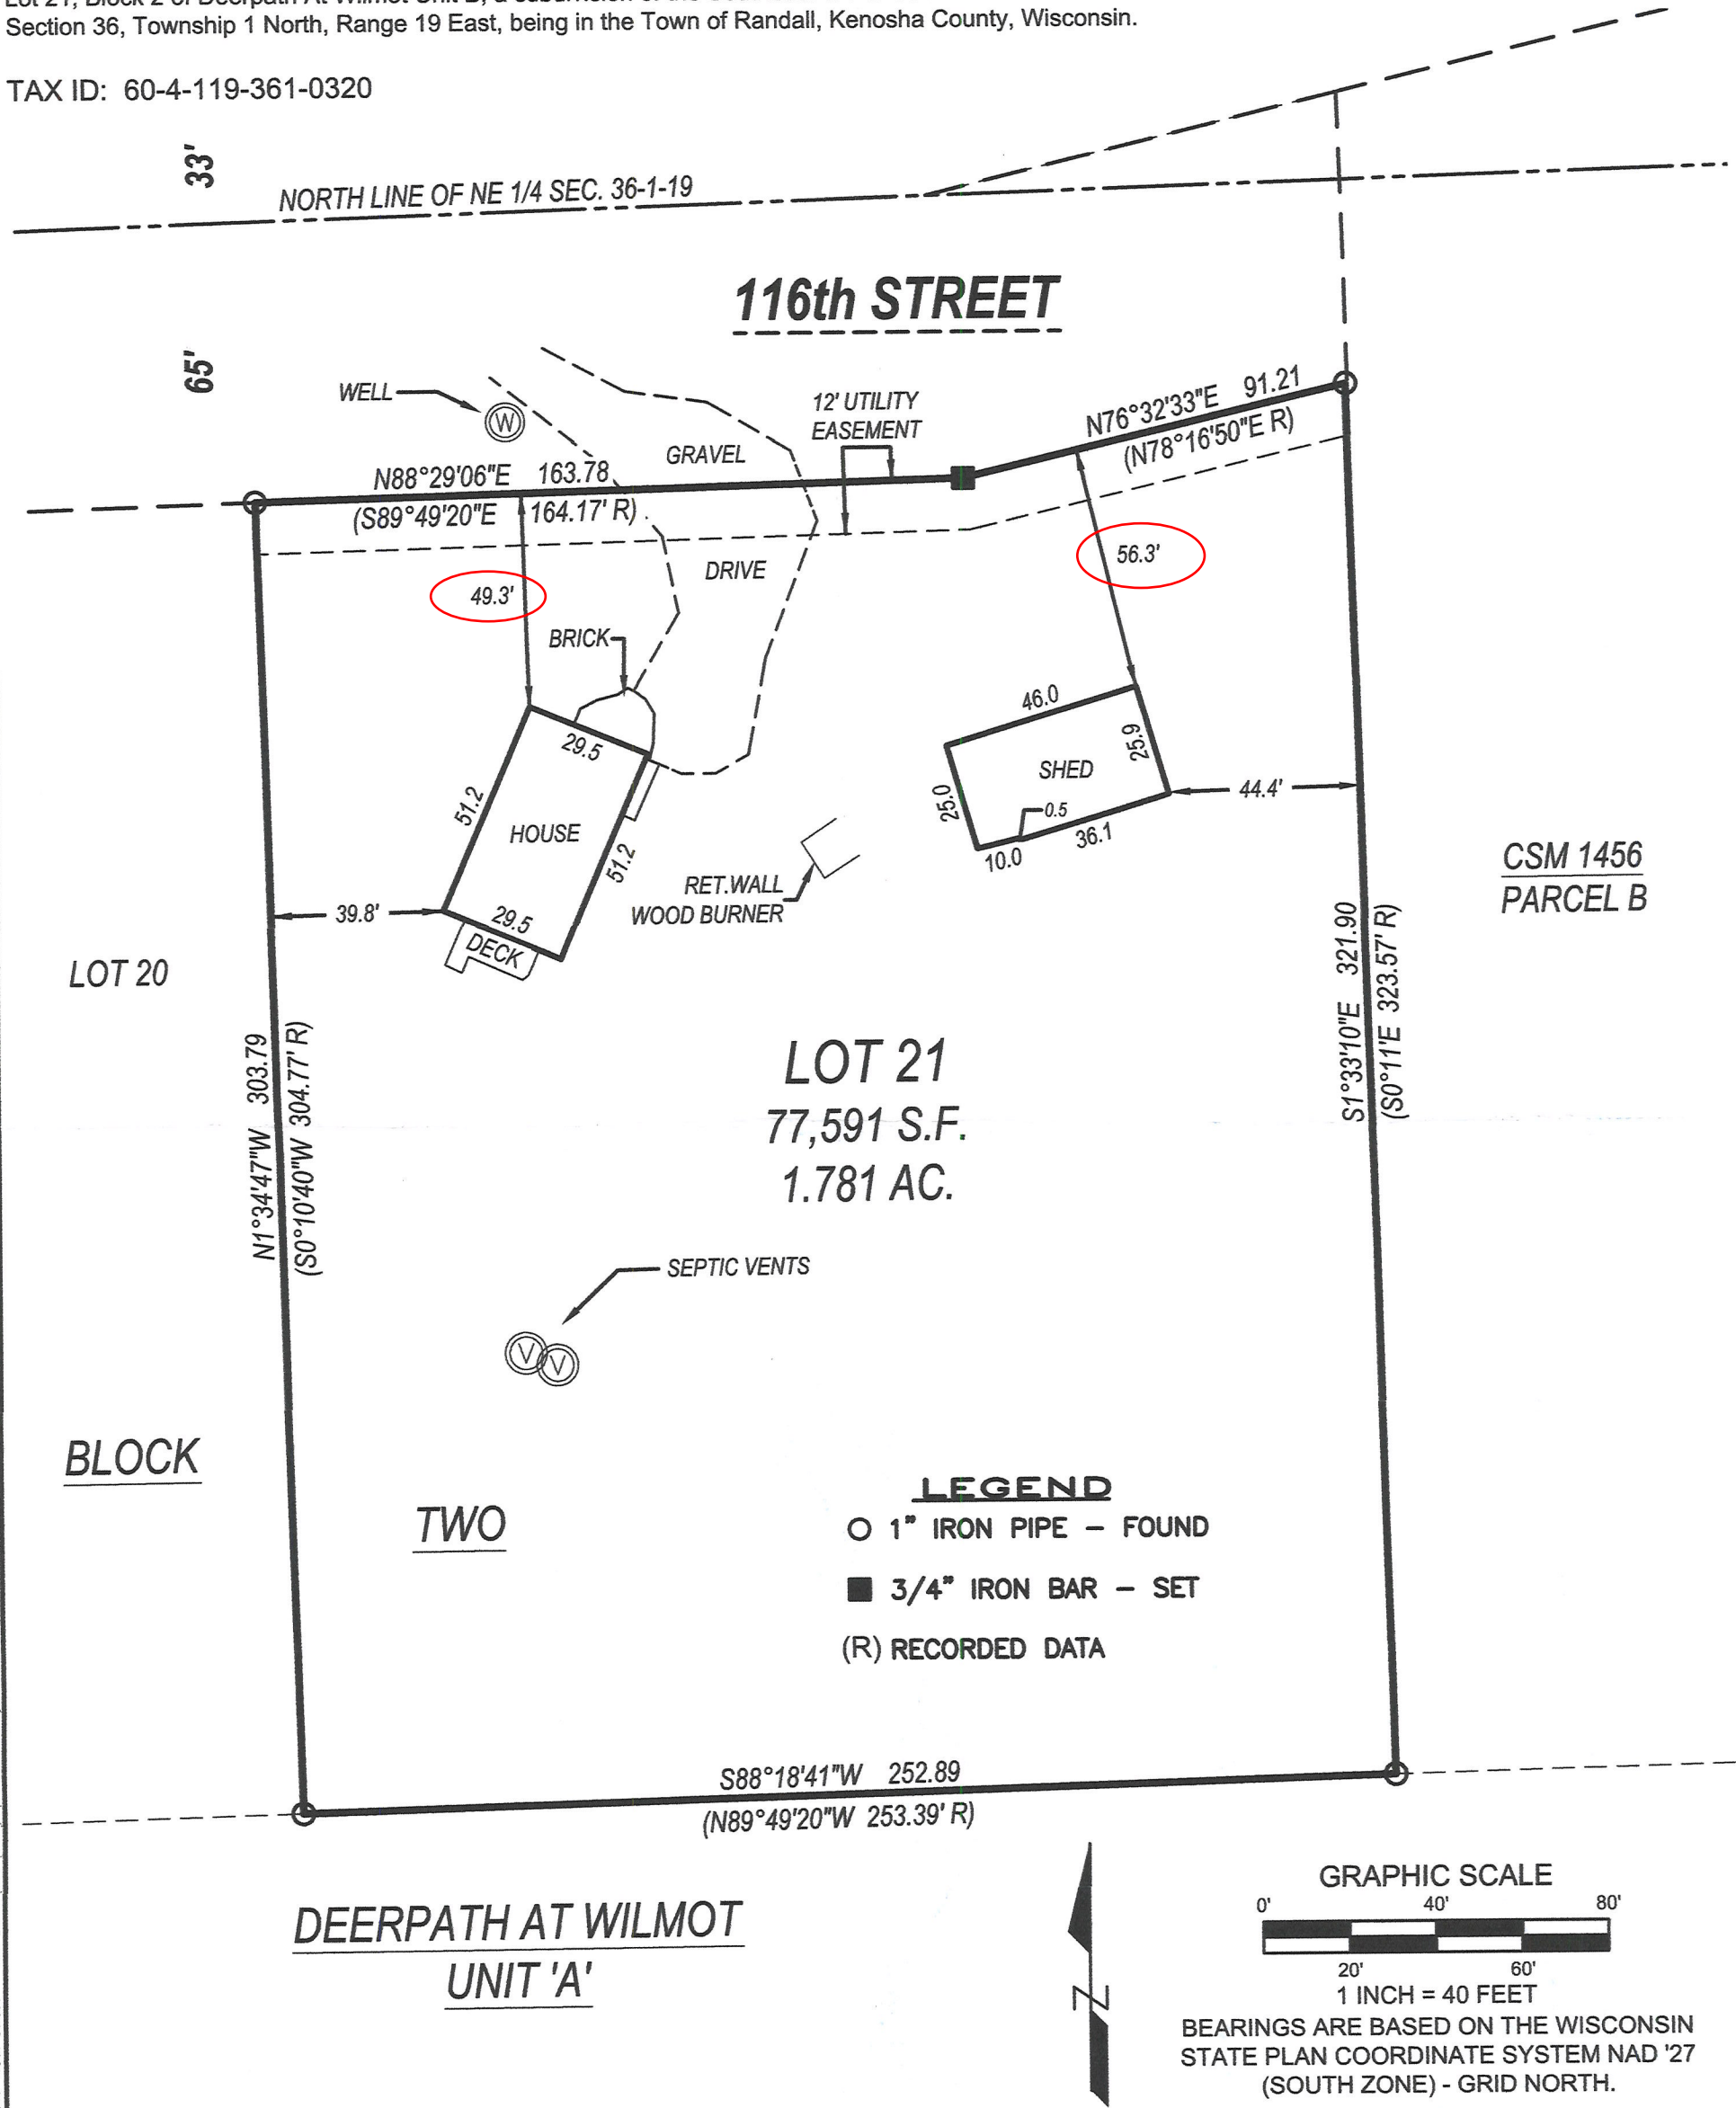 Section 36, Township 1 North, Range 19 East, being in the Town of Randall, Kenosha County, Wisconsin.
TAX ID: 60-4-119-361-0320
33'
NORTH LINE OF NE 1/4 SEC. 36-1-19
116th STREET
65'
WELL
W
GRAVEL
12' UTILITY
EASEMENT
N76°32'33"E 91.21
(N78°16'50"E R)
N88°29'06"E 163.78
(S89°49'20"E 164.17' R)
DRIVE
49.3'
56.3'
BRICK
29.5
51.2
HOUSE
51.2
29.5
DECK
39.8'
46.0
25.9
SHED
25.0
0.5
36.1
10.0
44.4'
RET.WALL
WOOD BURNER
CSM 1456
PARCEL B
LOT 20
N1°34'47"W 303.79
(S0°10'40"W 304.77' R)
S1°33'10"E 321.90
(S0°11'E 323.57' R)
LOT 21
77,591 S.F.
1.781 AC.
SEPTIC VENTS
V V
BLOCK
TWO
LEGEND
1" IRON PIPE – FOUND
3/4" IRON BAR – SET
(R) RECORDED DATA
S88°18'41"W 252.89
(N89°49'20"W 253.39' R)
DEERPATH AT WILMOT
UNIT 'A'
Z
GRAPHIC SCALE
0' 40' 80'
20' 60'
1 INCH = 40 FEET
BEARINGS ARE BASED ON THE WISCONSIN
STATE PLAN COORDINATE SYSTEM NAD '27
(SOUTH ZONE) - GRID NORTH.